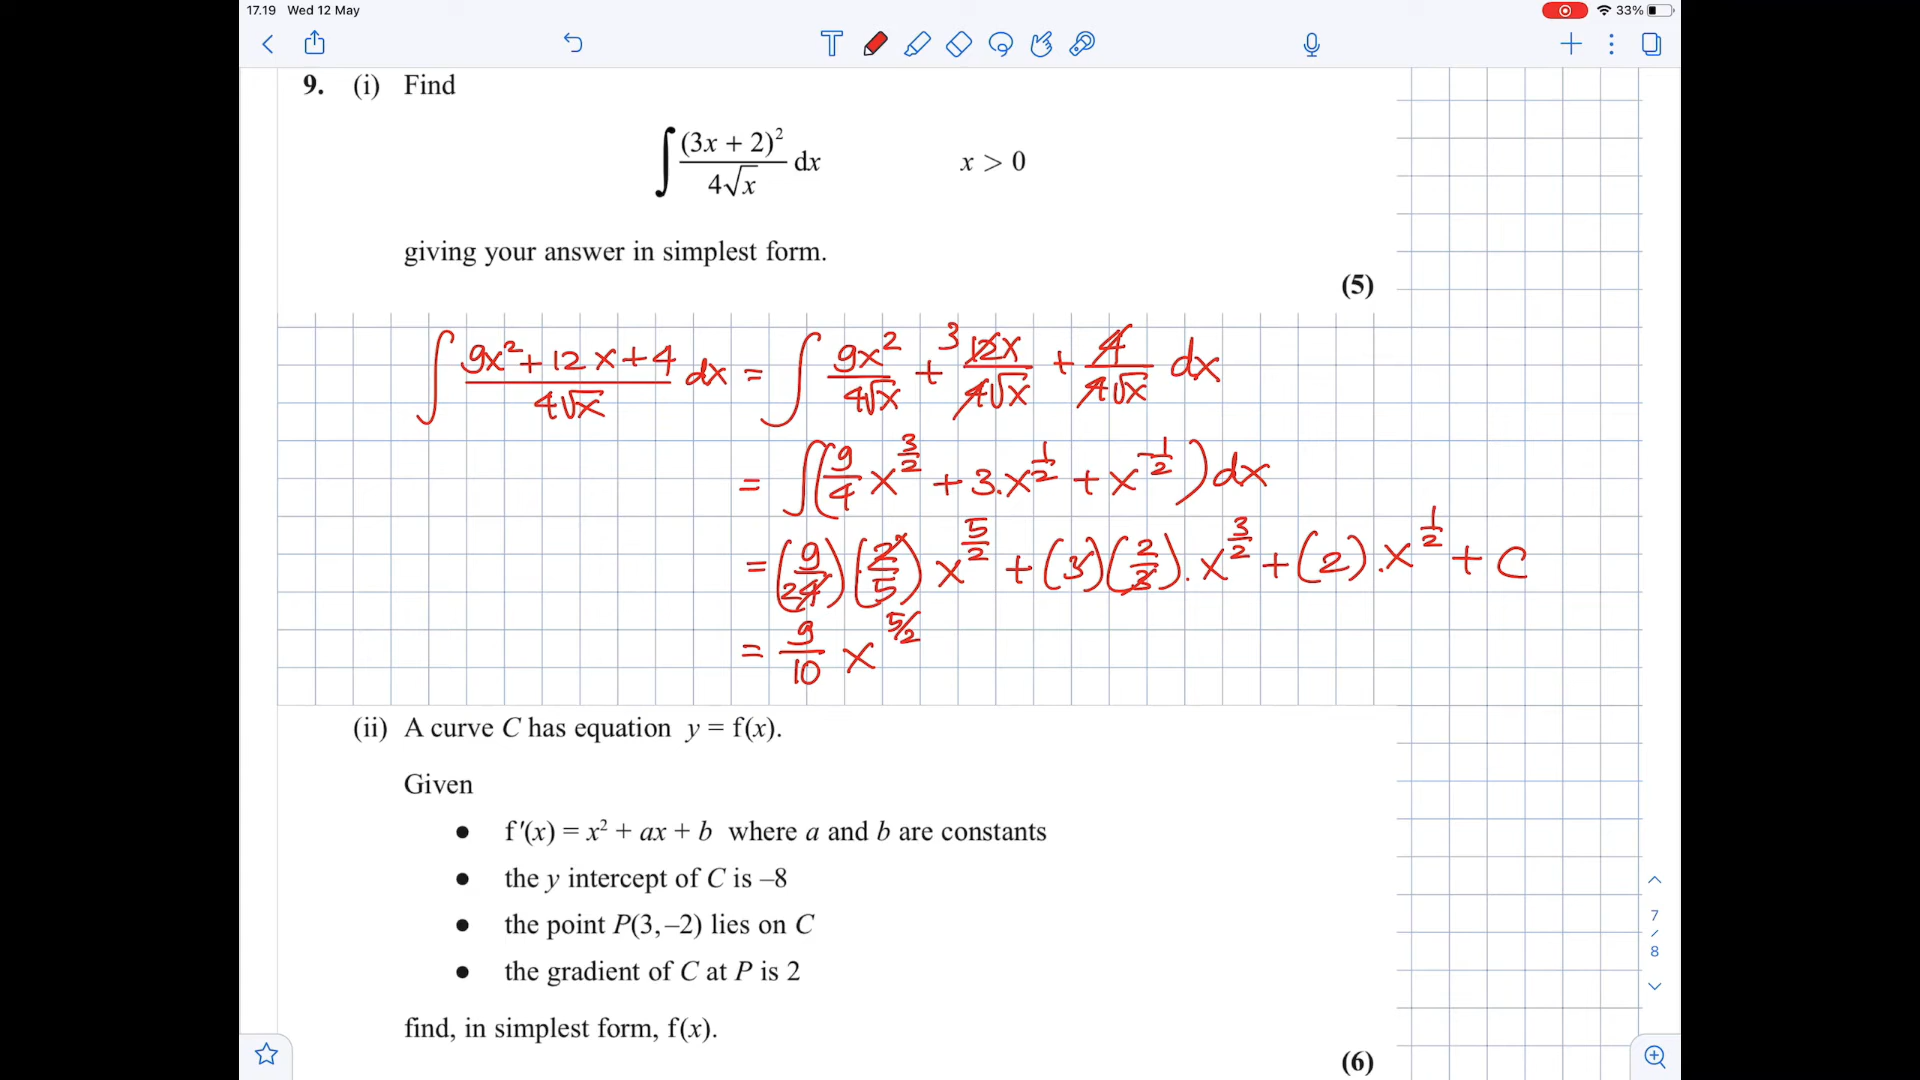 17.19 Wed 12 May
33%
9. (i) Find
∫ (3x + 2)² / 4√x dx x > 0
giving your answer in simplest form.
(5)
∫ (9x² + 12x + 4) / 4√x dx = ∫ 9x² / 4√x + 3 12x / 4√x + 4 / 4√x dx
= ∫ (9/4 x^(3/2) + 3.x^(1/2) + x^(-1/2)) dx
= (9/24)(2/5) x^(5/2) + (3)(2/3).x^(3/2) + (2).x^(1/2) + C
= 9/10 x^(5/2)
(ii) A curve C has equation y = f(x).
Given
● f′(x) = x² + ax + b where a and b are constants
● the y intercept of C is –8
● the point P(3, –2) lies on C
● the gradient of C at P is 2
find, in simplest form, f(x).
(6)
7
/
8